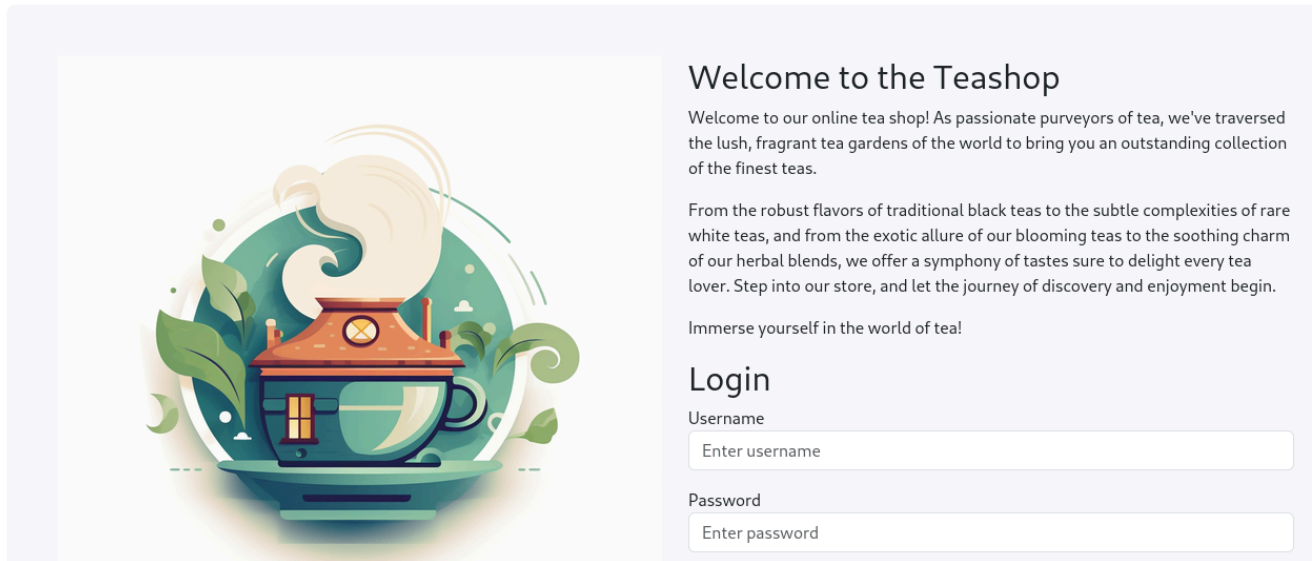 Welcome to the Teashop
Welcome to our online tea shop! As passionate purveyors of tea, we've traversed
the lush, fragrant tea gardens of the world to bring you an outstanding collection
of the finest teas.
From the robust flavors of traditional black teas to the subtle complexities of rare
white teas, and from the exotic allure of our blooming teas to the soothing charm
of our herbal blends, we offer a symphony of tastes sure to delight every tea
lover. Step into our store, and let the journey of discovery and enjoyment begin.
Immerse yourself in the world of tea!
Login
Username
Enter username
Password
Enter password